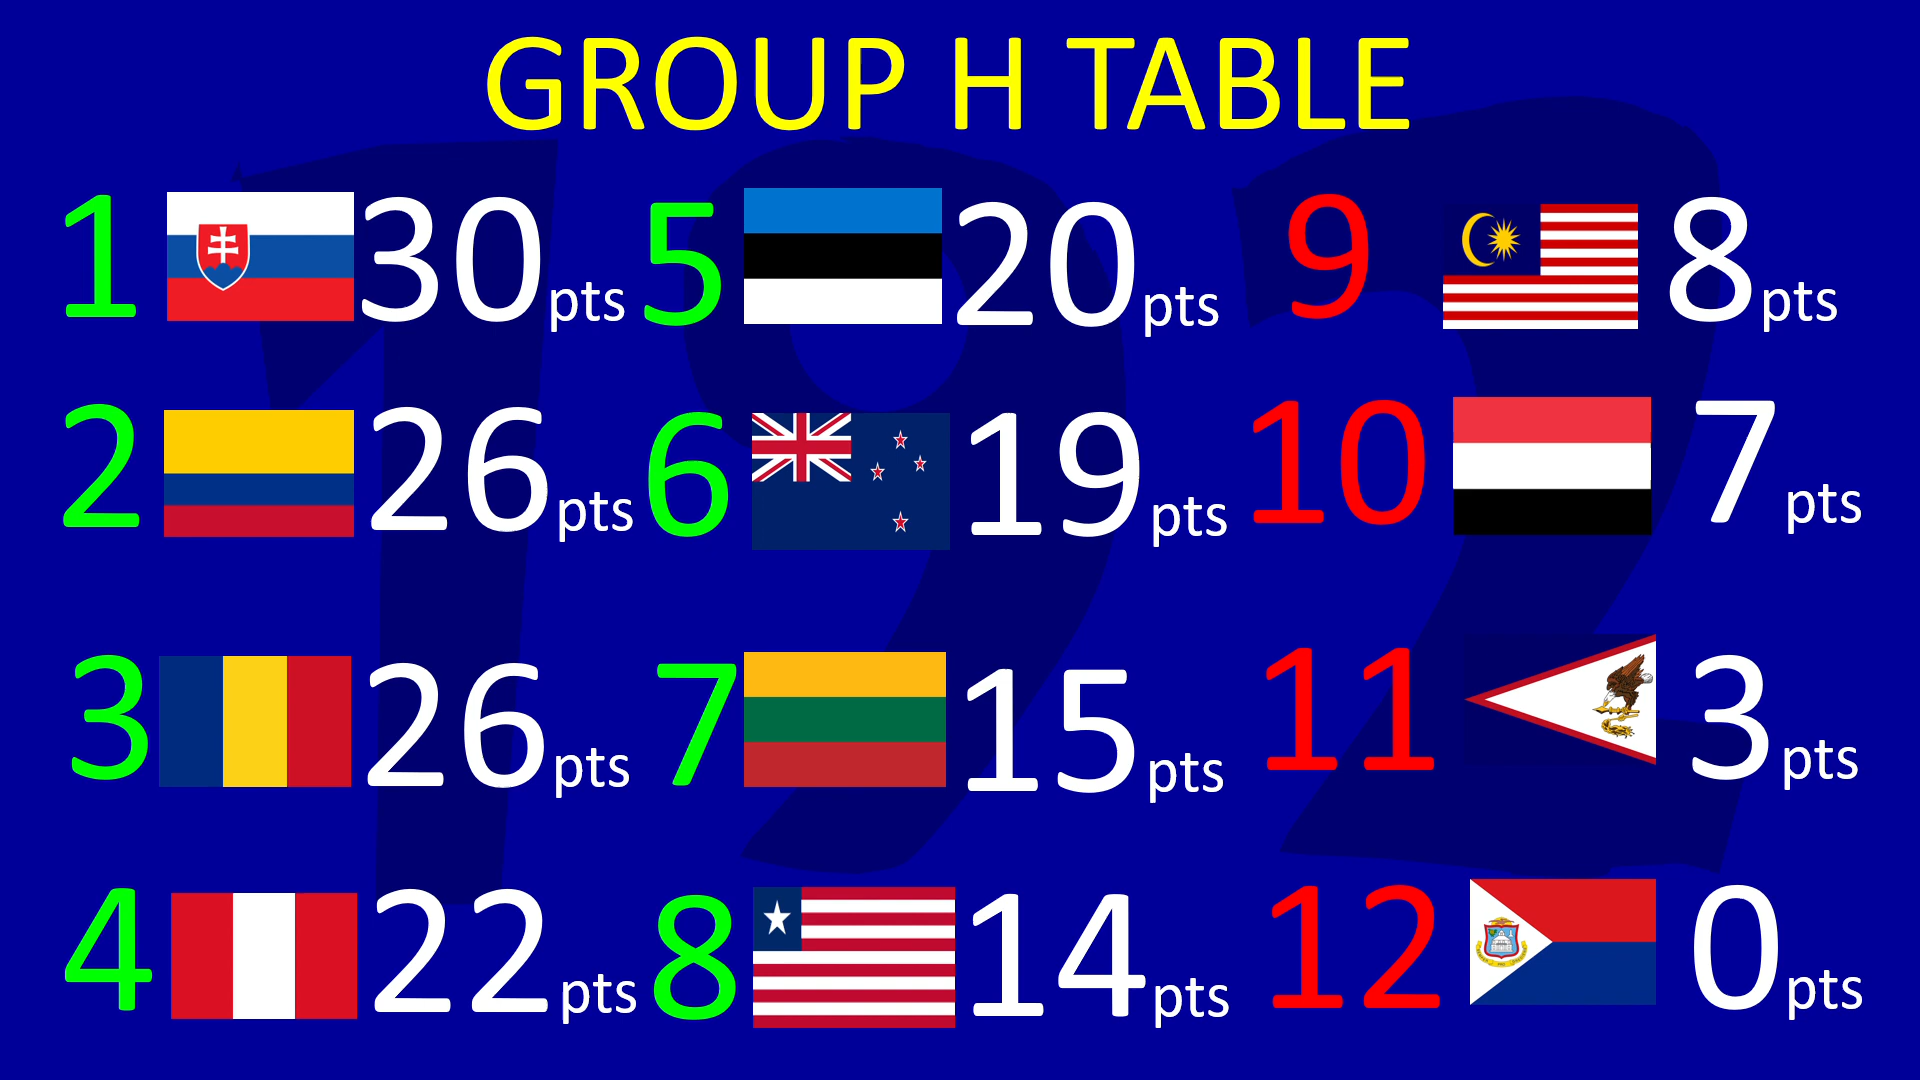 GROUP H TABLE
1 30pts 5 20pts 9 8pts
2 26pts 6 19pts 10 7pts
3 26pts 7 15pts 11 3pts
4 22pts 8 14pts 12 0pts
192